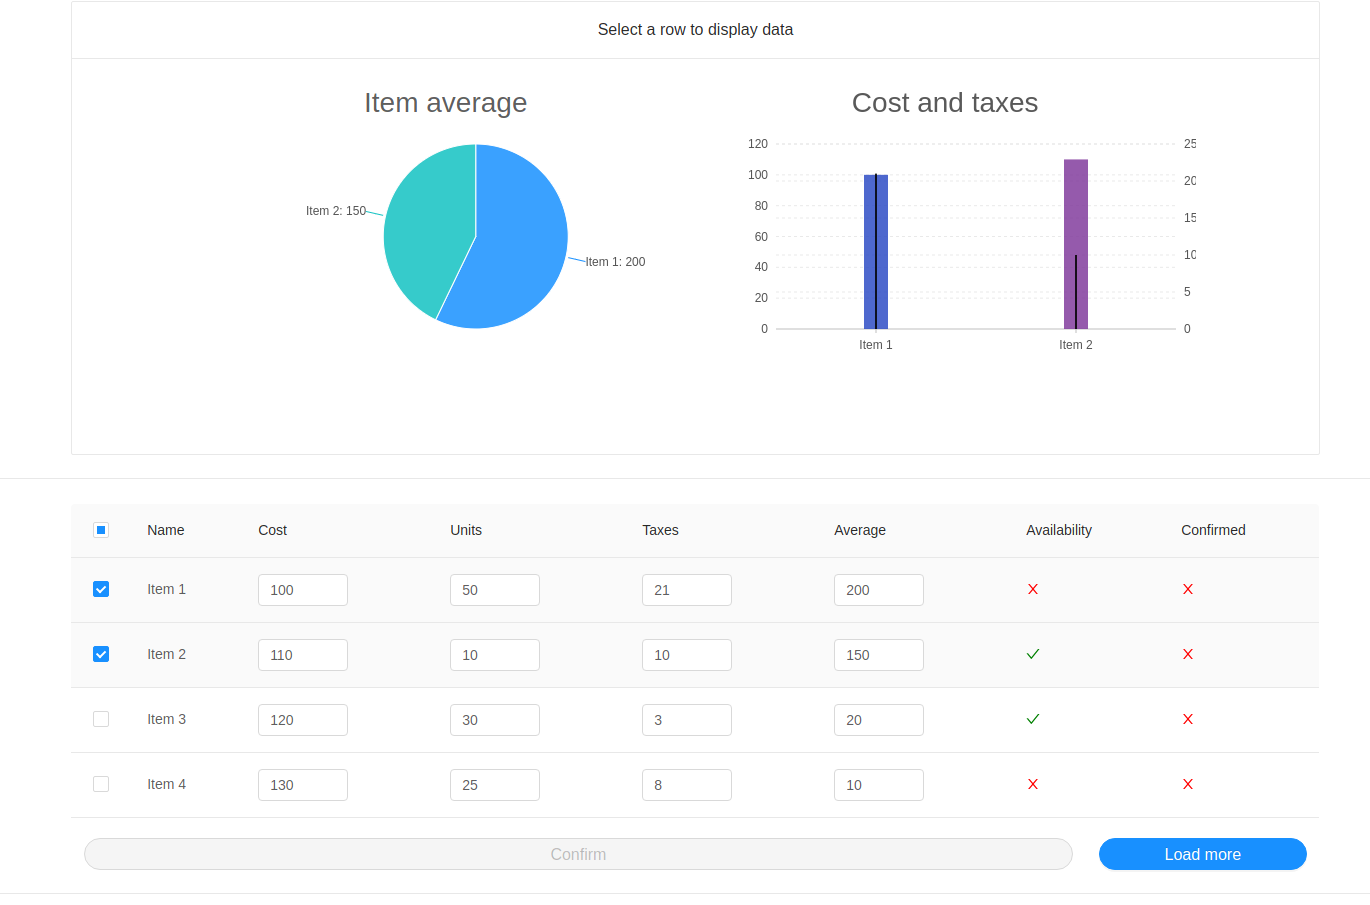 Select a row to display data
Item average
Cost and taxes
Item 2: 150
Item 1: 200
120
100
80
60
40
20
0
25
20
15
10
5
0
Item 1
Item 2
Name Cost Units Taxes Average Availability Confirmed
Item 1 100 50 21 200
Item 2 110 10 10 150
Item 3 120 30 3 20
Item 4 130 25 8 10
Confirm
Load more